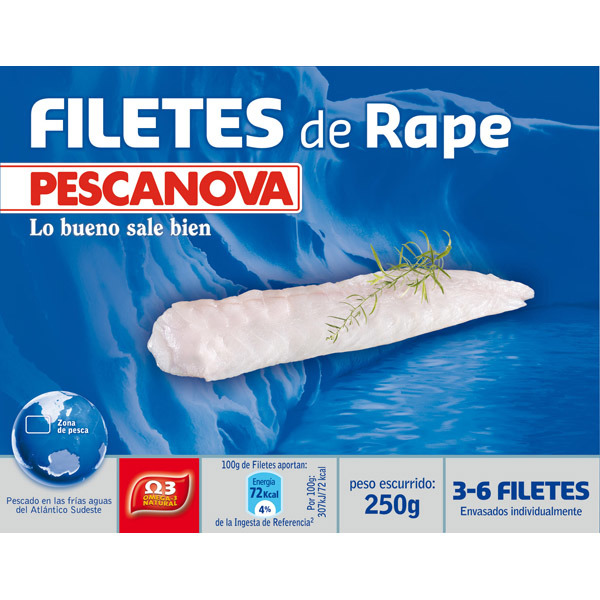 FILETES de Rape
PESCANOVA
Lo bueno sale bien
Zona
de pesca
Pescado en las frías aguas
del Atlántico Sudeste
Ω3
OMEGA-3
NATURAL
100g de Filetes aportan:
Energía
72Kcal
4%
de la Ingesta de Referencia²
Por 100g:
307kJ/72 kcal
peso escurrido:
250g
3-6 FILETES
Envasados individualmente